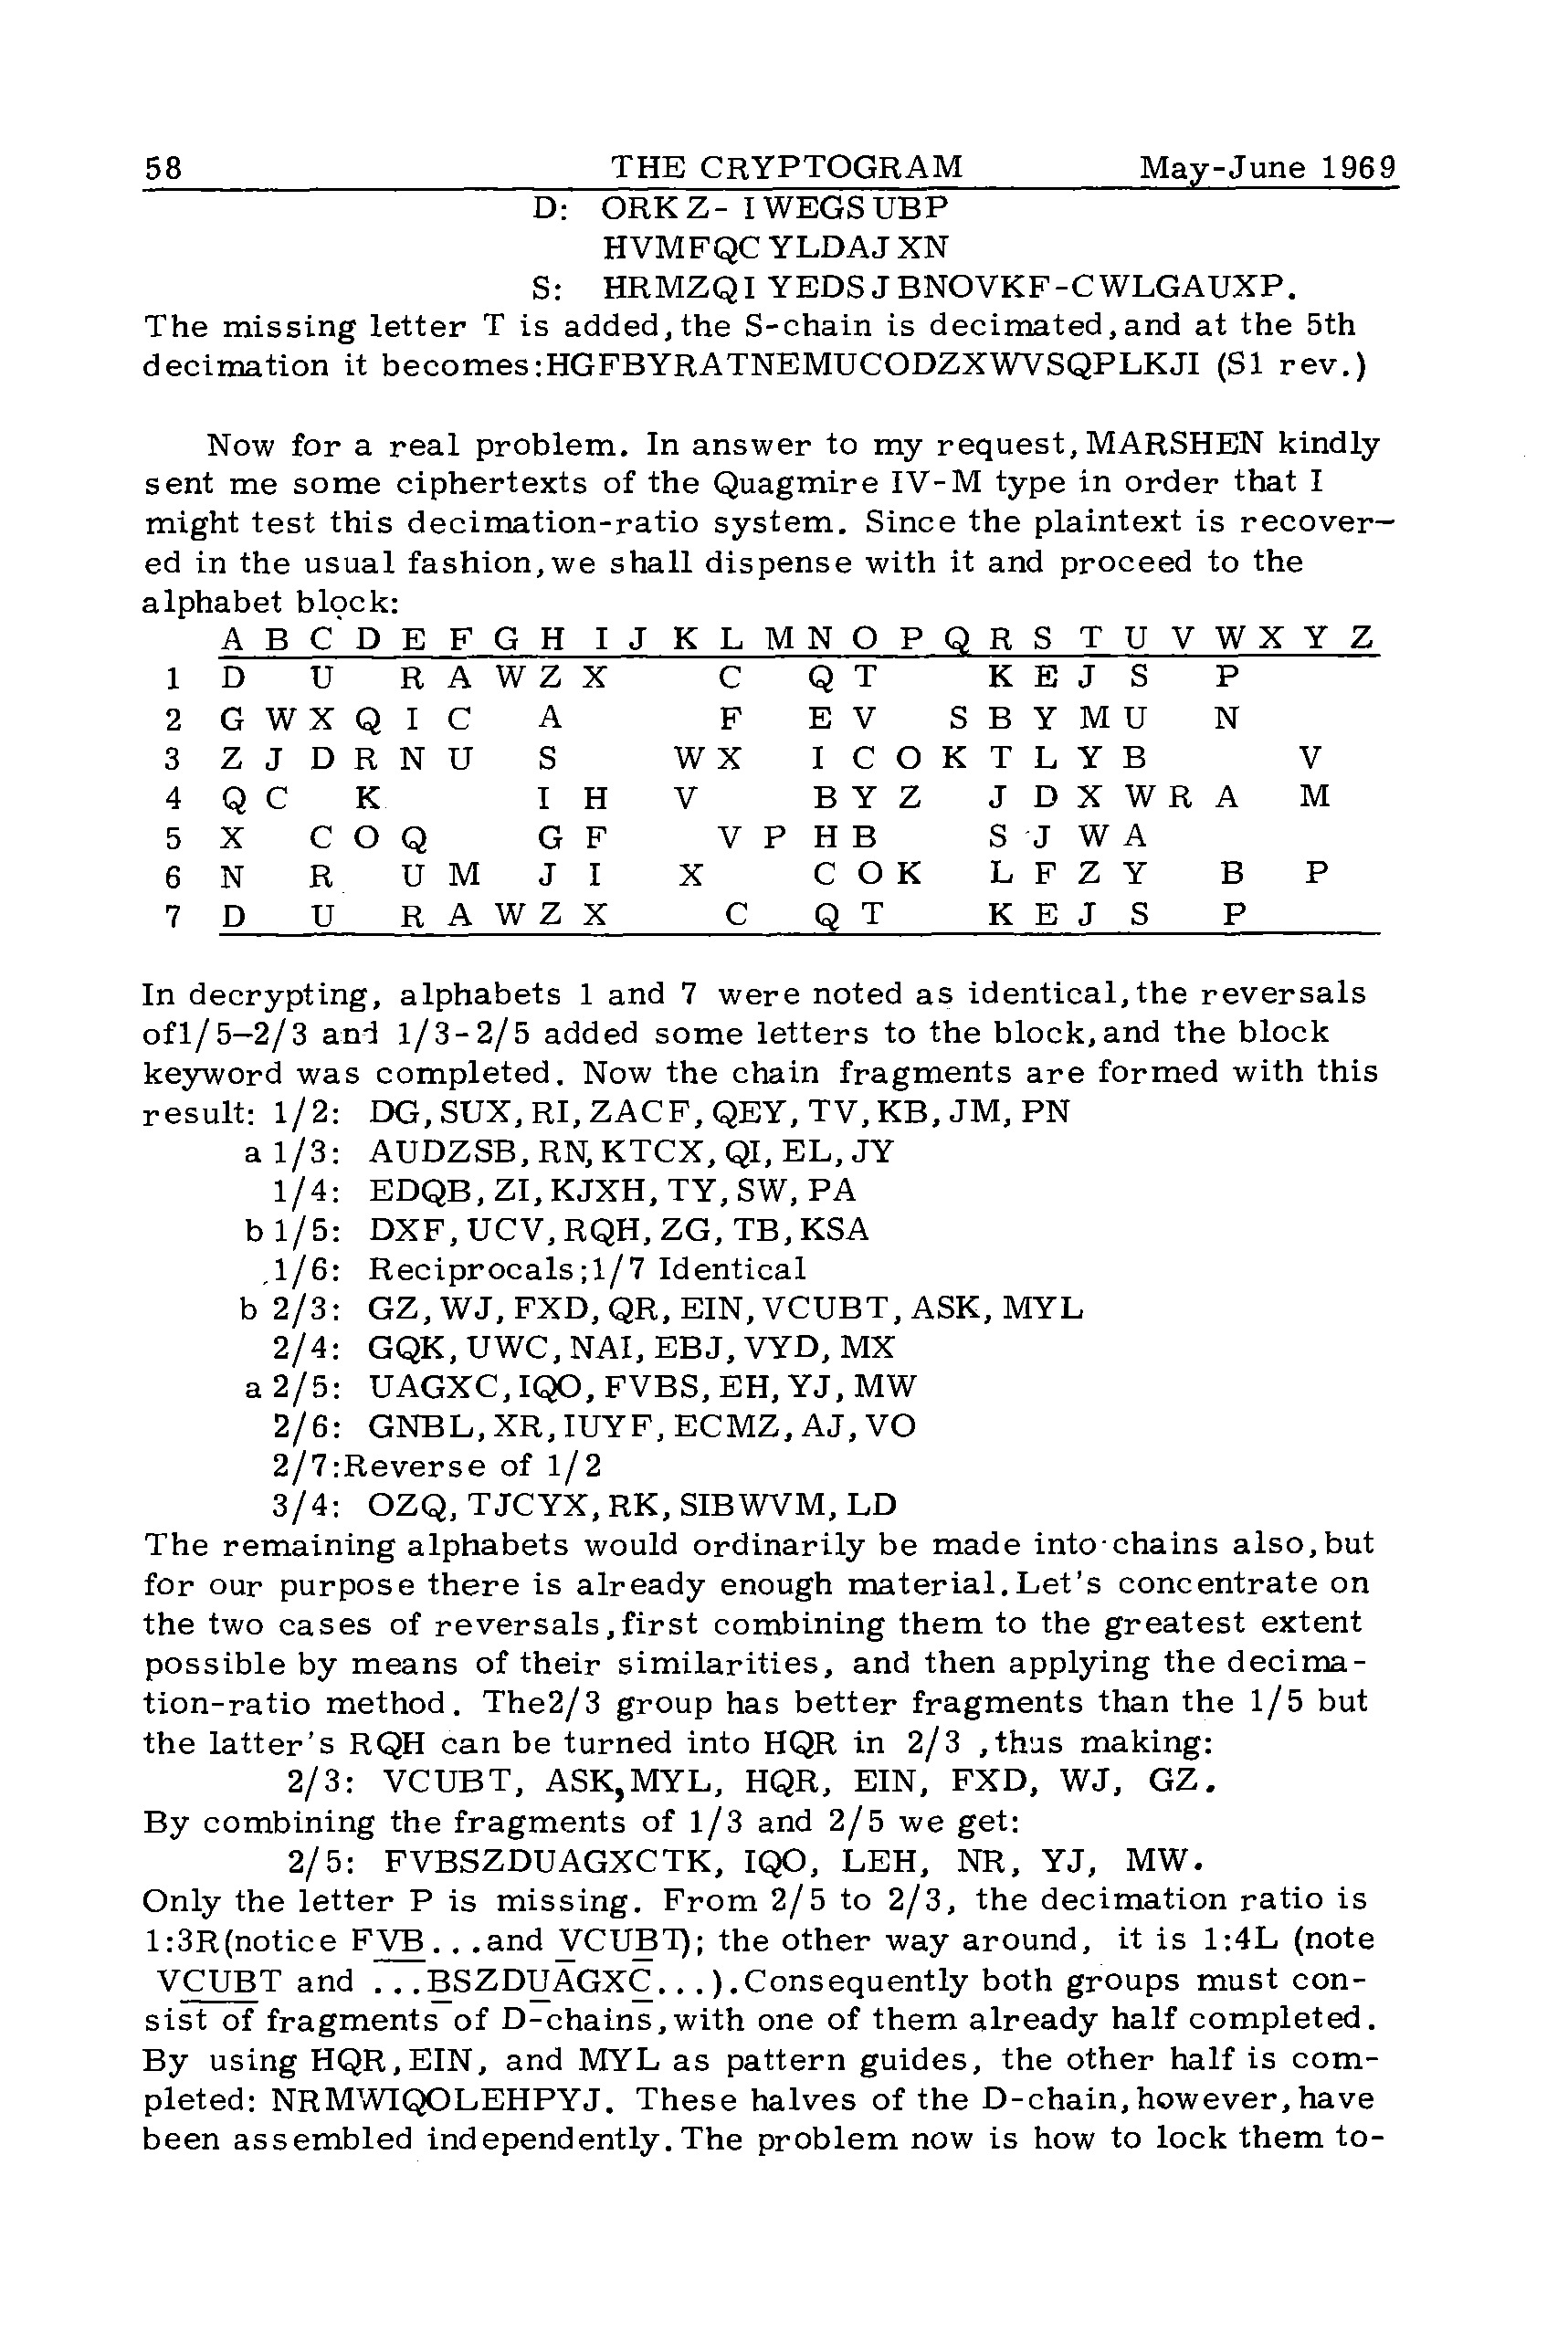 58 THE CRYPTOGRAM May-June 1969
D: ORKZ- IWEGSUBP
HVMFQCYLDAJXN
S: HRMZQIYEDSJBNOVKF-CWLGAUXP.
The missing letter T is added,the S-chain is decimated,and at the 5th
decimation it becomes:HGFBYRATNEMUCODZXWVSQPLKJI (S1 rev.)
Now for a real problem. In answer to my request,MARSHEN kindly
sent me some ciphertexts of the Quagmire IV-M type in order that I
might test this decimation-ratio system. Since the plaintext is recover-
ed in the usual fashion,we shall dispense with it and proceed to the
alphabet block:
A B C D E F G H I J K L M N O P Q R S T U V W X Y Z
1 D U R A W Z X C Q T K E J S P
2 G W X Q I C A F E V S B Y M U N
3 Z J D R N U S W X I C O K T L Y B V
4 Q C K I H V B Y Z J D X W R A M
5 X C O Q G F V P H B S J W A
6 N R U M J I X C O K L F Z Y B P
7 D U R A W Z X C Q T K E J S P
In decrypting, alphabets 1 and 7 were noted as identical,the reversals
of1/5-2/3 and 1/3-2/5 added some letters to the block,and the block
keyword was completed. Now the chain fragments are formed with this
result: 1/2: DG,SUX,RI,ZACF,QEY,TV,KB,JM,PN
a 1/3: AUDZSB,RN,KTCX,QI,EL,JY
1/4: EDQB,ZI,KJXH,TY,SW,PA
b 1/5: DXF,UCV,RQH,ZG,TB,KSA
1/6: Reciprocals;1/7 Identical
b 2/3: GZ,WJ,FXD,QR,EIN,VCUBT,ASK,MYL
2/4: GQK,UWC,NAI,EBJ,VYD,MX
a 2/5: UAGXC,IQO,FVBS,EH,YJ,MW
2/6: GNBL,XR,IUYF,ECMZ,AJ,VO
2/7:Reverse of 1/2
3/4: OZQ,TJCYX,RK,SIBWVM,LD
The remaining alphabets would ordinarily be made into chains also,but
for our purpose there is already enough material.Let's concentrate on
the two cases of reversals,first combining them to the greatest extent
possible by means of their similarities, and then applying the decima-
tion-ratio method. The2/3 group has better fragments than the 1/5 but
the latter's RQH can be turned into HQR in 2/3 ,thus making:
2/3: VCUBT, ASK,MYL, HQR, EIN, FXD, WJ, GZ.
By combining the fragments of 1/3 and 2/5 we get:
2/5: FVBSZDUAGXCTK, IQO, LEH, NR, YJ, MW.
Only the letter P is missing. From 2/5 to 2/3, the decimation ratio is
1:3R(notice FVB...and VCUBT); the other way around, it is 1:4L (note
VCUBT and ...BSZDUAGXC...).Consequently both groups must con-
sist of fragments of D-chains,with one of them already half completed.
By using HQR,EIN, and MYL as pattern guides, the other half is com-
pleted: NRMWIQOLEHPYJ. These halves of the D-chain,however,have
been assembled independently.The problem now is how to lock them to-